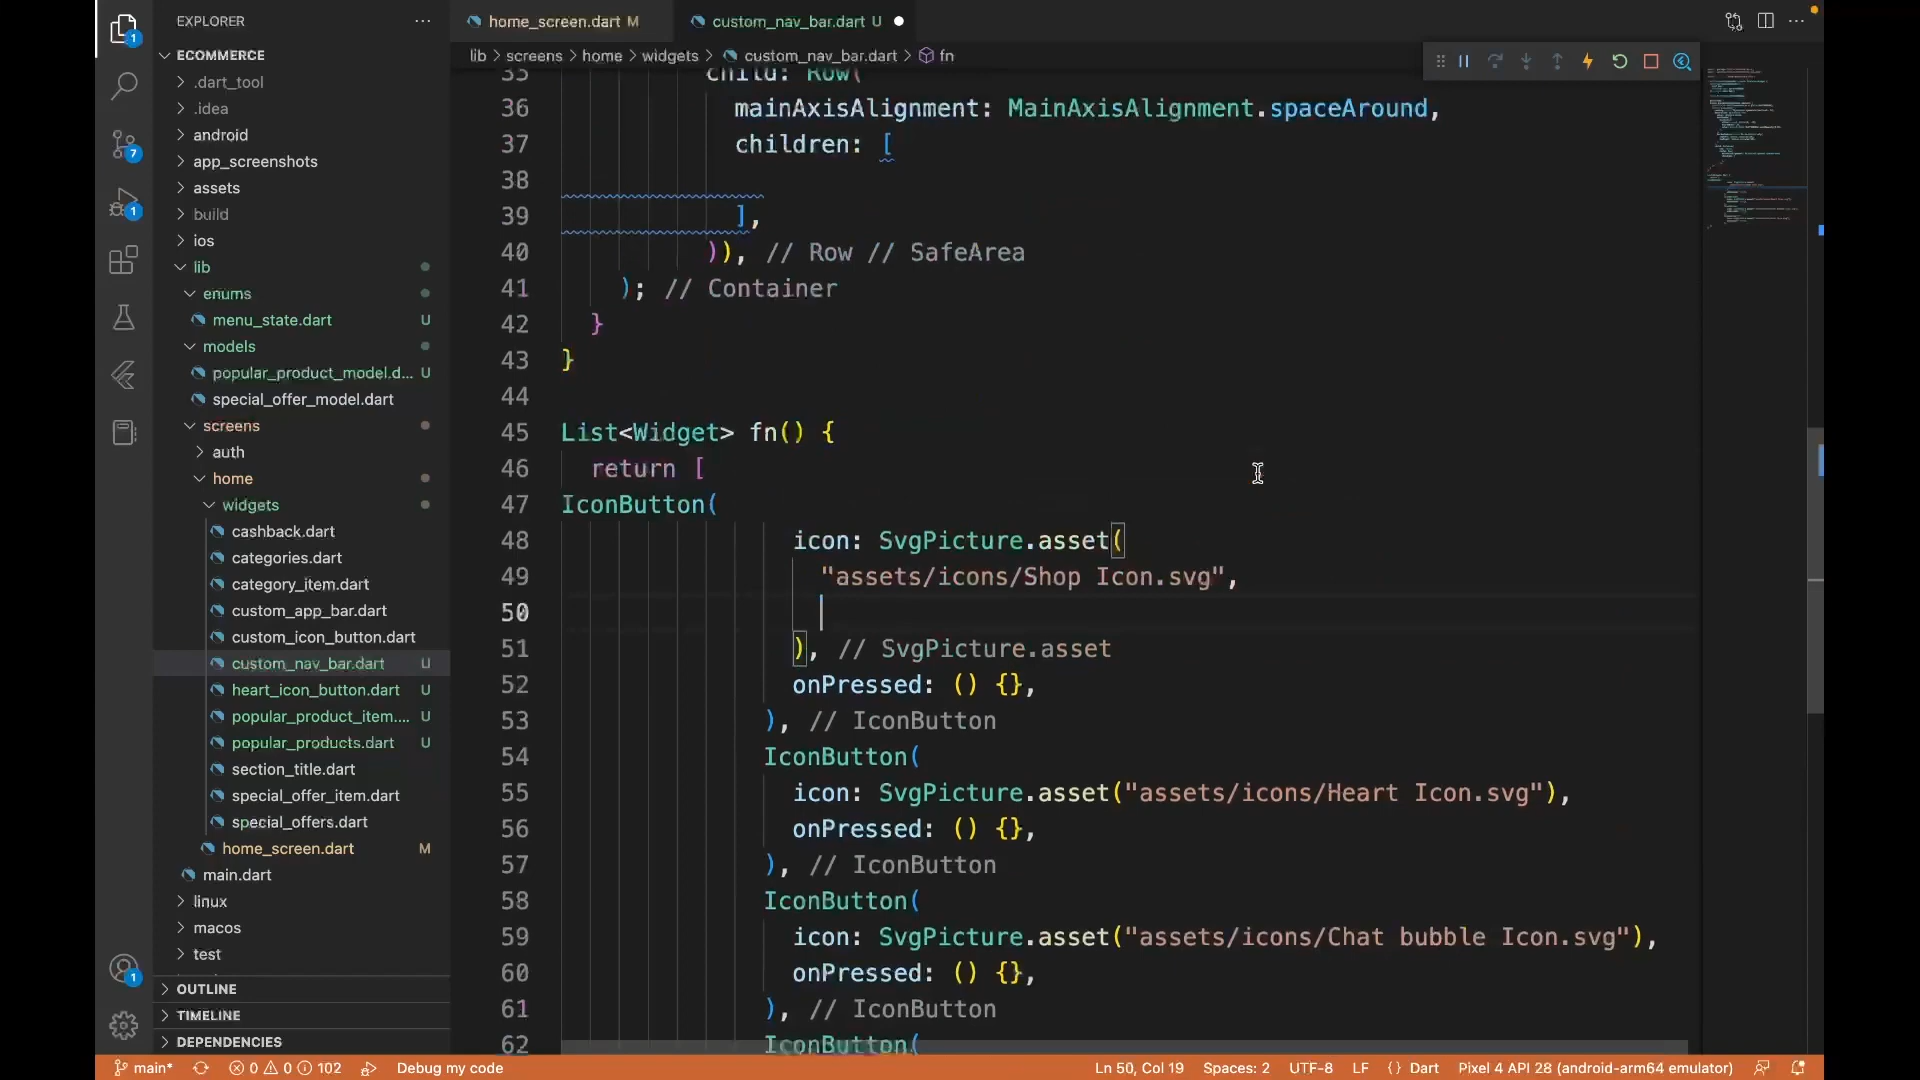 EXPLORER
ECOMMERCE
.dart_tool
.idea
android
app_screenshots
assets
build
ios
lib
enums
menu_state.dart U
models
popular_product_model.d... U
special_offer_model.dart
screens
auth
home
widgets
cashback.dart
categories.dart
category_item.dart
custom_app_bar.dart
custom_icon_button.dart
custom_nav_bar.dart U
heart_icon_button.dart U
popular_product_item.... U
popular_products.dart U
section_title.dart
special_offer_item.dart
special_offers.dart
home_screen.dart M
main.dart
linux
macos
test
OUTLINE
TIMELINE
DEPENDENCIES
1
7
1
1
home_screen.dart M
custom_nav_bar.dart U
lib > screens > home > widgets > custom_nav_bar.dart > fn
35 child: Row(
36 mainAxisAlignment: MainAxisAlignment.spaceAround,
37 children: [
38
39 ],
40 )), // Row // SafeArea
41 ); // Container
42 }
43 }
44
45 List<Widget> fn() {
46 return [
47 IconButton(
48 icon: SvgPicture.asset(
49 "assets/icons/Shop Icon.svg",
50
51 ), // SvgPicture.asset
52 onPressed: () {},
53 ), // IconButton
54 IconButton(
55 icon: SvgPicture.asset("assets/icons/Heart Icon.svg"),
56 onPressed: () {},
57 ), // IconButton
58 IconButton(
59 icon: SvgPicture.asset("assets/icons/Chat bubble Icon.svg"),
60 onPressed: () {},
61 ), // IconButton
62 IconButton(
main* 0 0 102 Debug my code Ln 50, Col 19 Spaces: 2 UTF-8 LF {} Dart Pixel 4 API 28 (android-arm64 emulator)